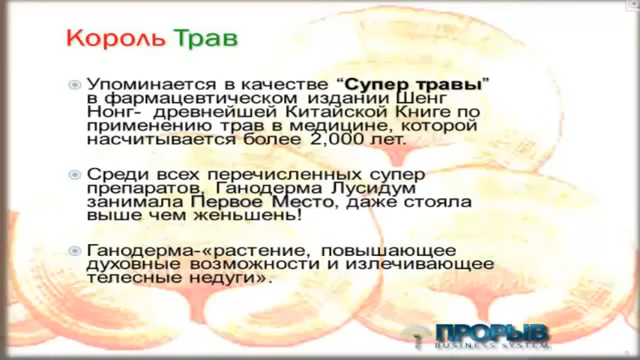 Король Трав
Упоминается в качестве “Супер травы”
в фармацевтическом издании Шенг
Нонг- древнейшей Китайской Книге по
применению трав в медицине, которой
насчитывается более 2,000 лет.
Среди всех перечисленных супер
препаратов, Ганодерма Лусидум
занимала Первое Место, даже стояла
выше чем женьшень!
Ганодерма-«растение, повышающее
духовные возможности и излечивающее
телесные недуги».
ПРОРЫВ
BUSINESS SYSTEM